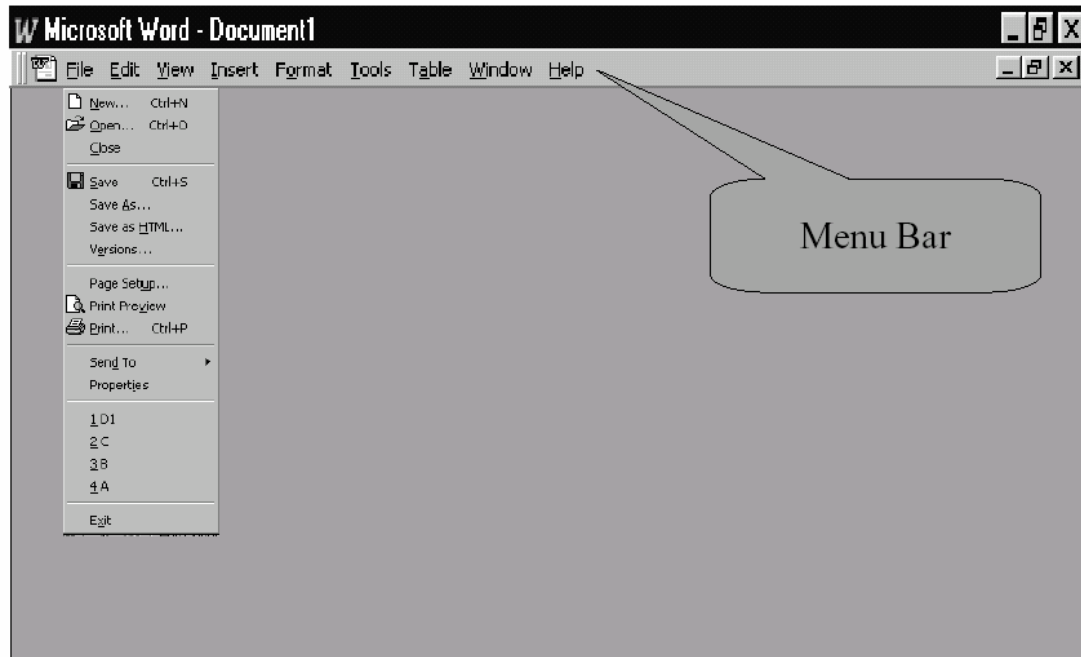 W Microsoft Word - Document1
File Edit View Insert Format Tools Table Window Help
New... Ctrl+N
Open... Ctrl+O
Close
Save Ctrl+S
Save As...
Save as HTML...
Versions...
Page Setup...
Print Preview
Print... Ctrl+P
Send To
Properties
1 D1
2 C
3 B
4 A
Exit
Menu Bar